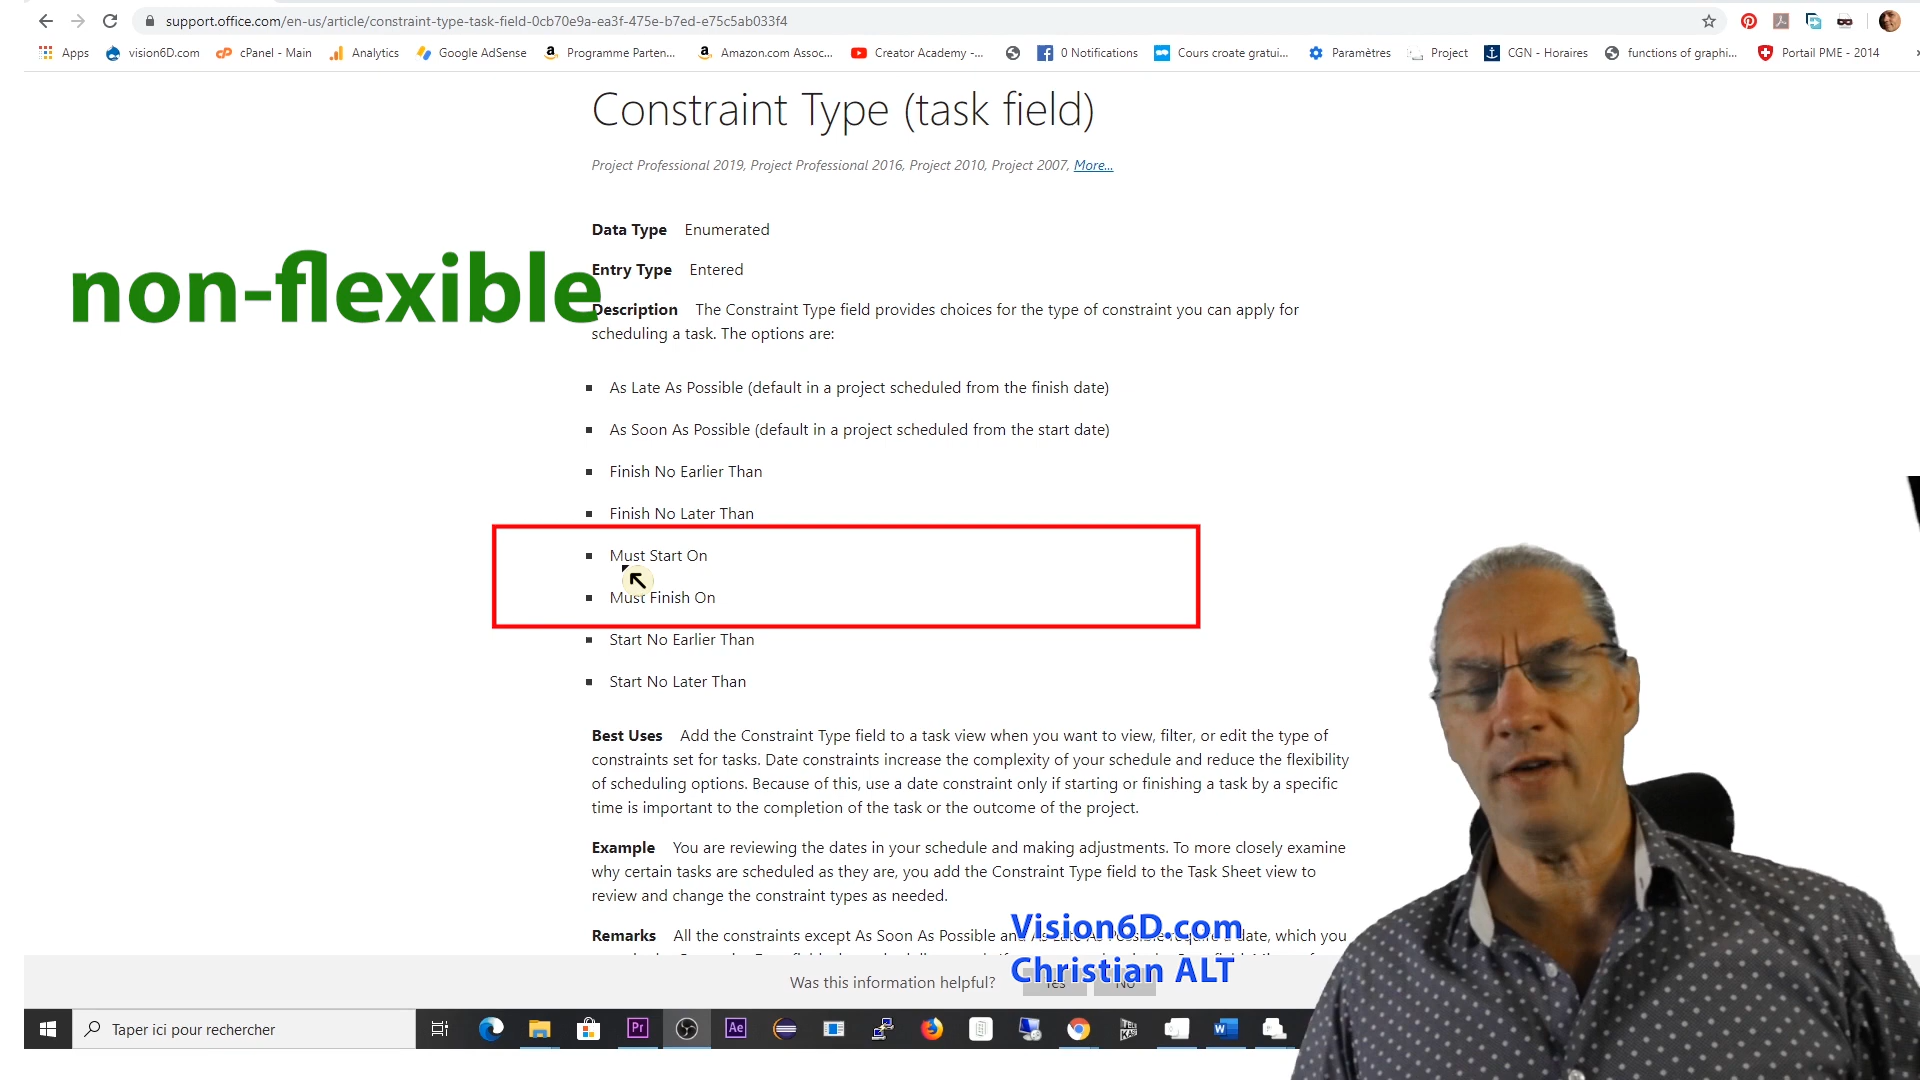 support.office.com/en-us/article/constraint-type-task-field-0cb70e9a-ea3f-475e-b7ed-e75c5ab033f4
Apps vision6D.com cPanel - Main Analytics Google AdSense Programme Parten... Amazon.com Assoc... Creator Academy -... 0 Notifications Cours croate gratui... Paramètres Project CGN - Horaires functions of graphi... Portail PME - 2014
Constraint Type (task field)
Project Professional 2019, Project Professional 2016, Project 2010, Project 2007, More...
Data Type Enumerated
non-flexible
Entry Type Entered
Description The Constraint Type field provides choices for the type of constraint you can apply for
scheduling a task. The options are:
As Late As Possible (default in a project scheduled from the finish date)
As Soon As Possible (default in a project scheduled from the start date)
Finish No Earlier Than
Finish No Later Than
Must Start On
Must Finish On
Start No Earlier Than
Start No Later Than
Best Uses Add the Constraint Type field to a task view when you want to view, filter, or edit the type of
constraints set for tasks. Date constraints increase the complexity of your schedule and reduce the flexibility
of scheduling options. Because of this, use a date constraint only if starting or finishing a task by a specific
time is important to the completion of the task or the outcome of the project.
Example You are reviewing the dates in your schedule and making adjustments. To more closely examine
why certain tasks are scheduled as they are, you add the Constraint Type field to the Task Sheet view to
review and change the constraint types as needed.
Vision6D.com
Remarks All the constraints except As Soon As Possible and As Late As Possible require a date, which you
Christian ALT
Was this information helpful? Yes No
Taper ici pour rechercher
Pr Ae